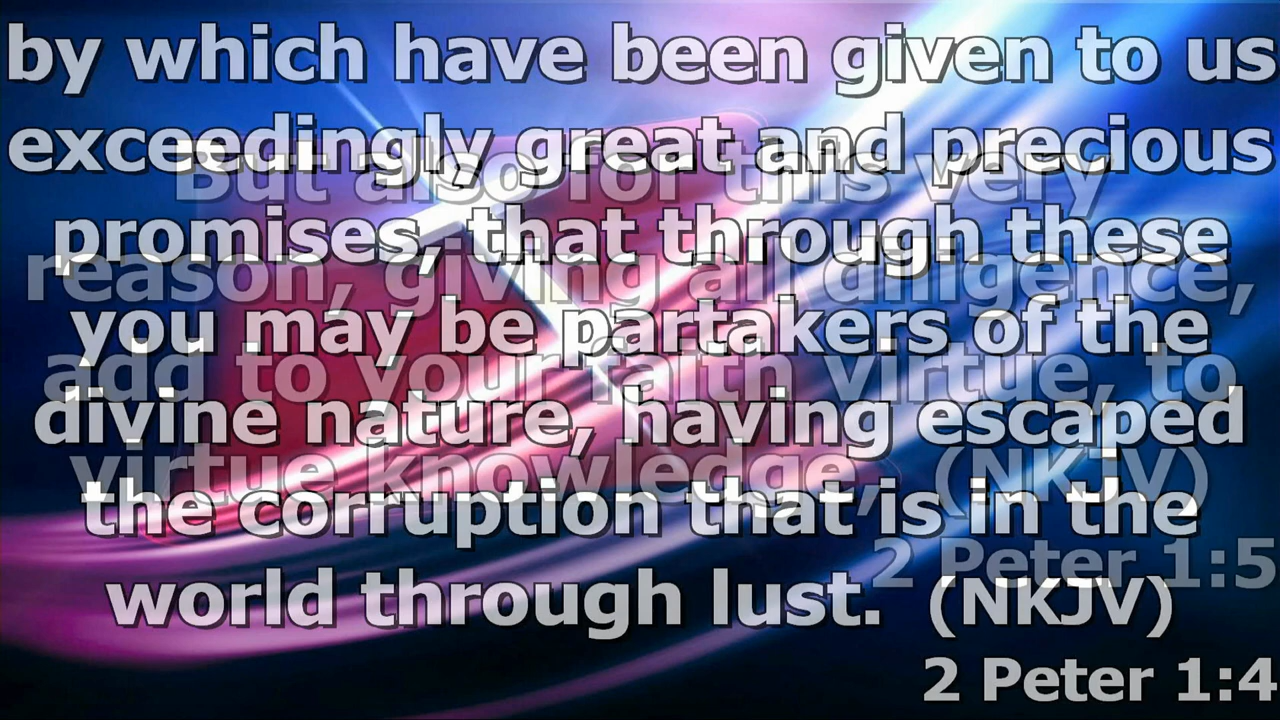 by which have been given to us
exceedingly great and precious
promises, that through these
you may be partakers of the
divine nature, having escaped
the corruption that is in the
world through lust. (NKJV)
2 Peter 1:4
But also for this very
reason, giving all diligence,
add to your faith virtue, to
virtue knowledge, (NKJV)
2 Peter 1:5